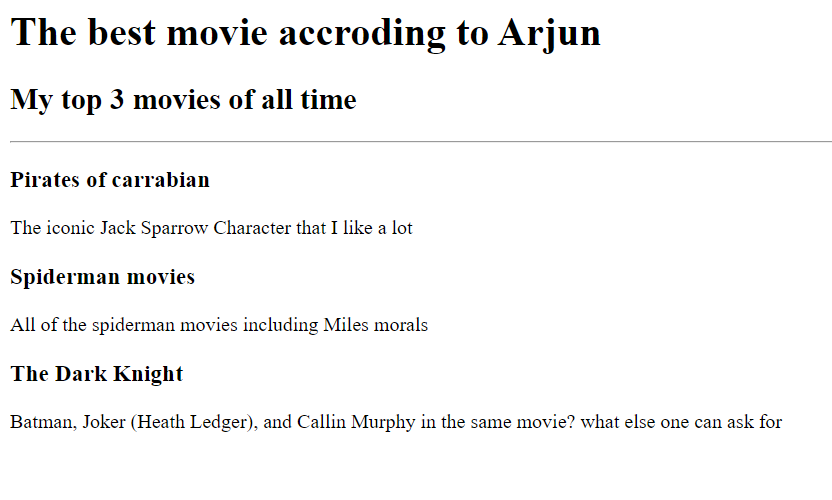 The best movie accroding to Arjun
My top 3 movies of all time
Pirates of carrabian
The iconic Jack Sparrow Character that I like a lot
Spiderman movies
All of the spiderman movies including Miles morals
The Dark Knight
Batman, Joker (Heath Ledger), and Callin Murphy in the same movie? what else one can ask for